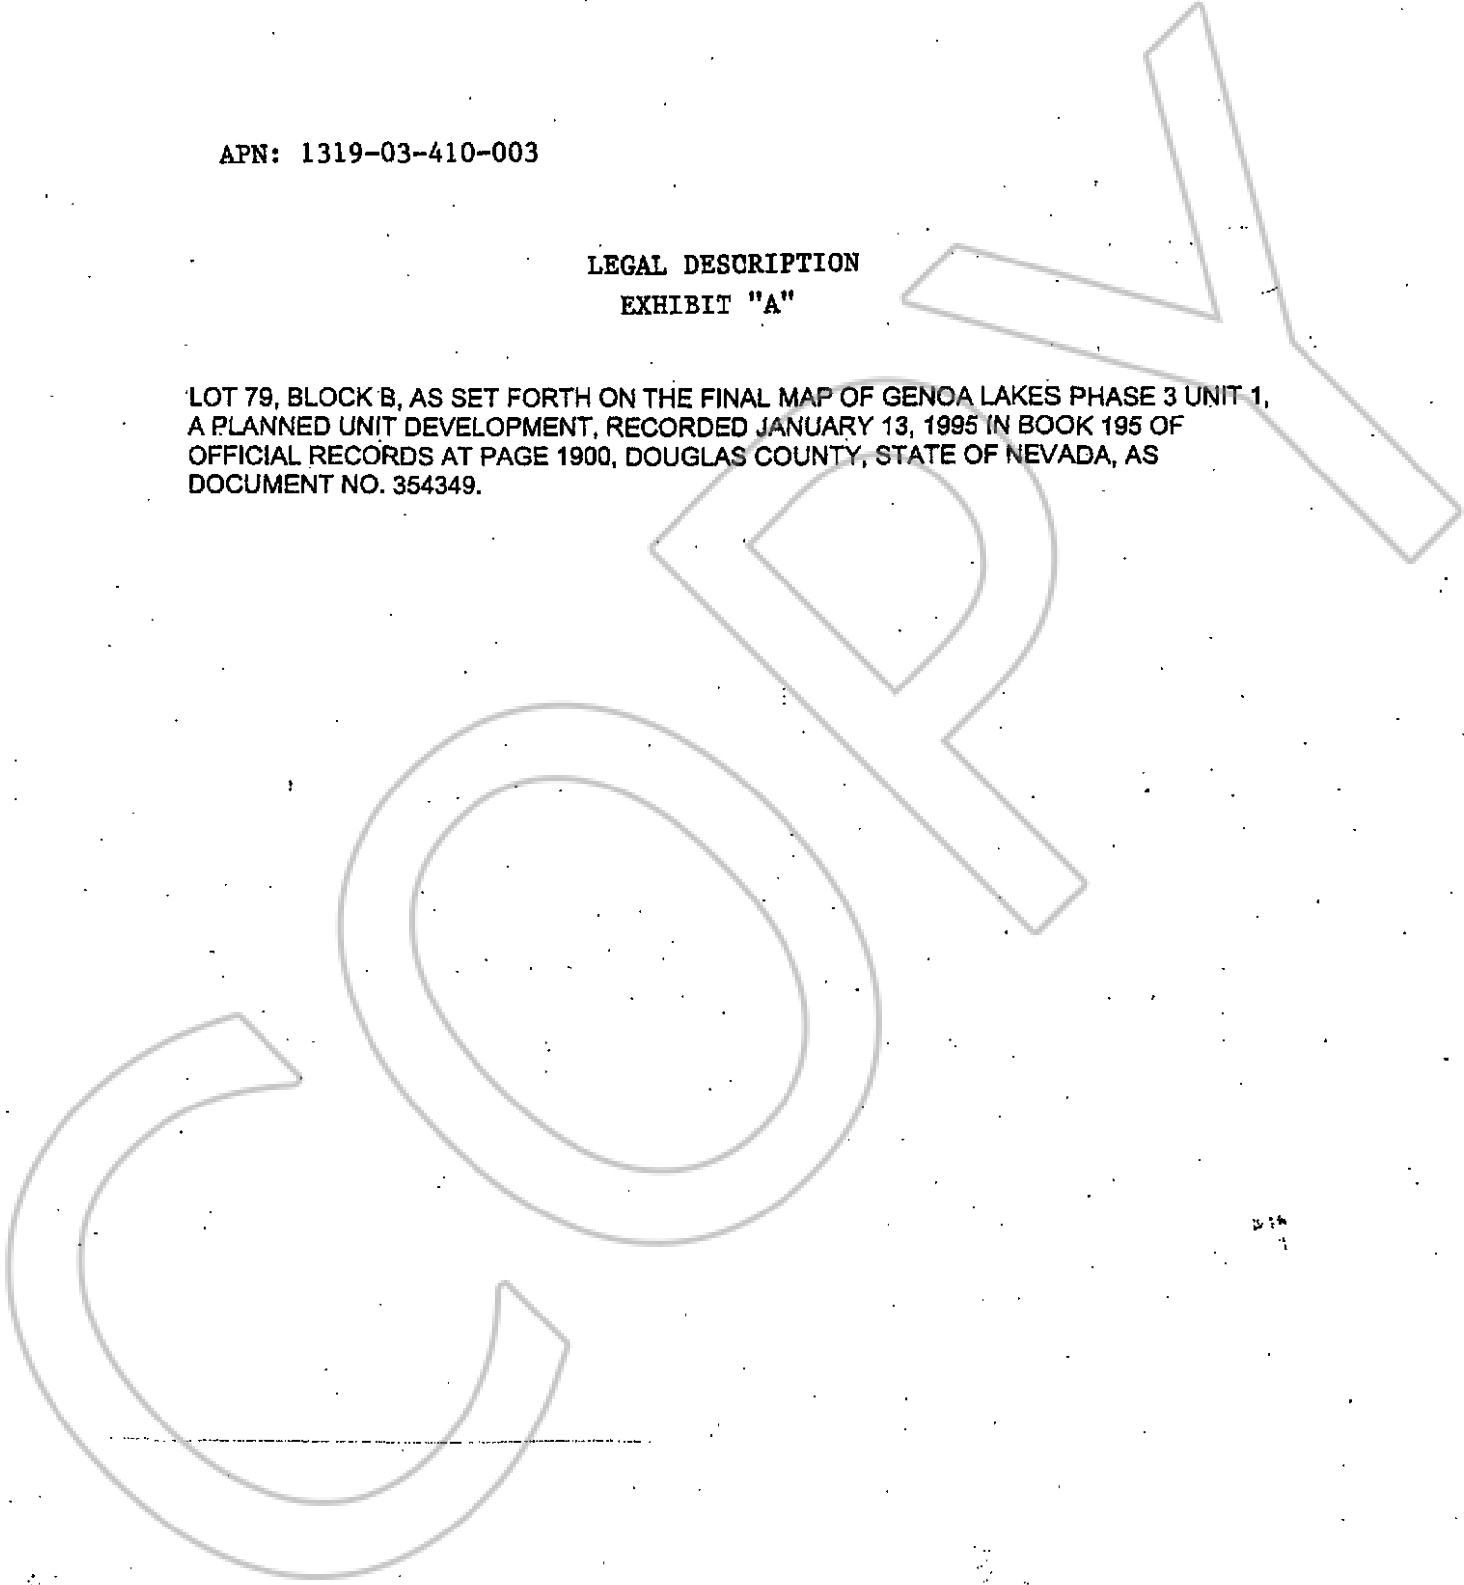 APN: 1319-03-410-003
LEGAL DESCRIPTION
EXHIBIT "A"
LOT 79, BLOCK B, AS SET FORTH ON THE FINAL MAP OF GENOA LAKES PHASE 3 UNIT 1,
A PLANNED UNIT DEVELOPMENT, RECORDED JANUARY 13, 1995 IN BOOK 195 OF
OFFICIAL RECORDS AT PAGE 1900, DOUGLAS COUNTY, STATE OF NEVADA, AS
DOCUMENT NO. 354349.
COPY